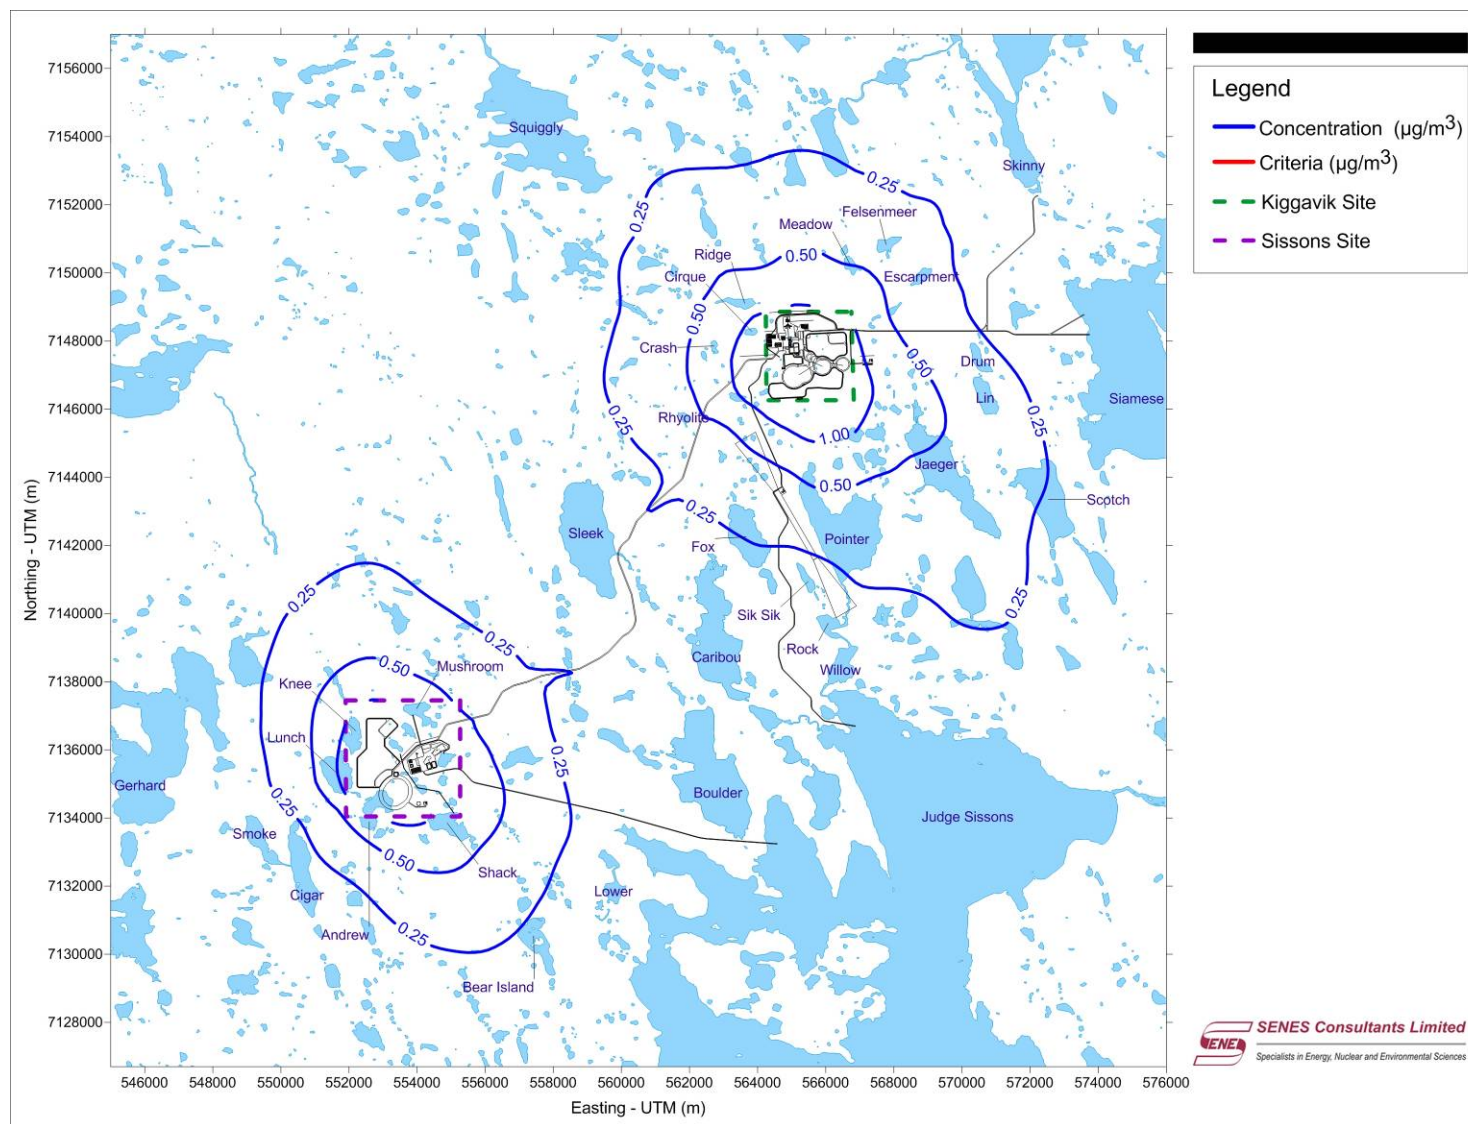 Legend
Concentration (µg/m3)
Criteria (µg/m3)
Kiggavik Site
Sissons Site
7156000
7154000
7152000
7150000
7148000
7146000
7144000
7142000
7140000
7138000
7136000
7134000
7132000
7130000
7128000
Northing - UTM (m)
Squiggly
Skinny
0.25
0.25
Felsenmeer
Meadow
Ridge
0.50
Cirque
Escarpment
0.50
Crash
0.50
Drum
Lin
Siamese
Rhyolite
0.25
0.25
1.00
Jaeger
0.50
Scotch
0.25
Sleek
Fox
Pointer
0.25
0.25
Sik Sik
0.25
Rock
Caribou
Willow
0.50
Mushroom
Knee
Lunch
0.25
Gerhard
0.25
Boulder
Judge Sissons
Smoke
0.50
Shack
Cigar
Lower
Andrew
0.25
Bear Island
546000 548000 550000 552000 554000 556000 558000 560000 562000 564000 566000 568000 570000 572000 574000 576000
Easting - UTM (m)
SENES
SENES Consultants Limited
Specialists in Energy, Nuclear and Environmental Sciences